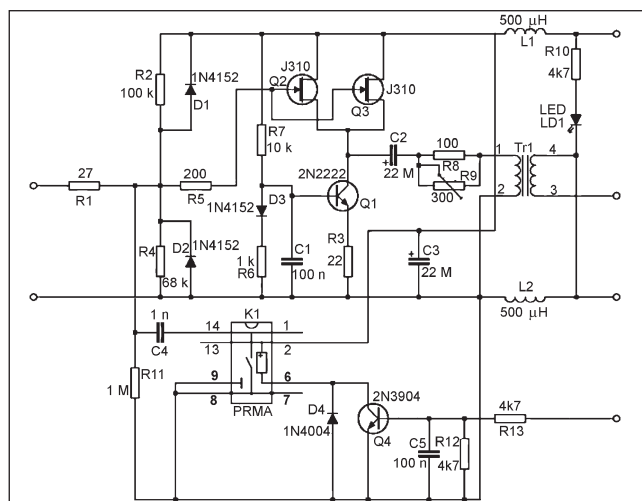 500 µH
L1
R2
100 k
1N4152
D1
J310
Q2
J310
Q3
R10
4k7
LED
LD1
R7
10 k
C2
22 M
100
R8
R9
300
1
Tr1
4
2
3
27
R1
200
R5
2N2222
Q1
D3
1N4152
R4
68 k
D2
1N4152
1 k
R6
C1
100 n
R3
22
C3
22 M
L2
500 µH
1 n
C4
K1
14
1
13
2
9
6
8
7
PRMA
R11
1 M
D4
1N4004
2N3904
Q4
4k7
R13
C5
100 n
R12
4k7